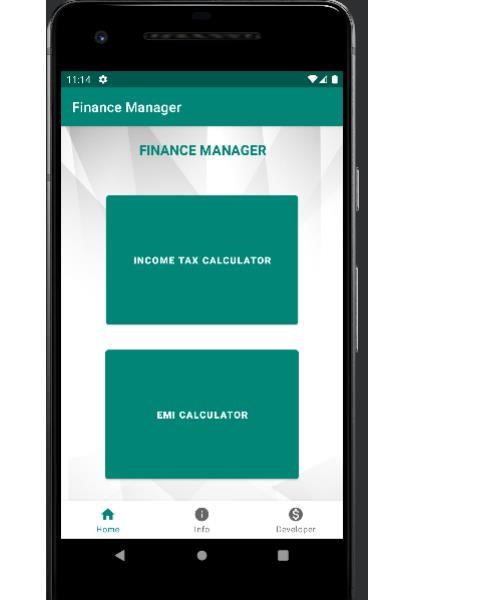 11:14
Finance Manager
FINANCE MANAGER
INCOME TAX CALCULATOR
EMI CALCULATOR
Home
Info
Developer